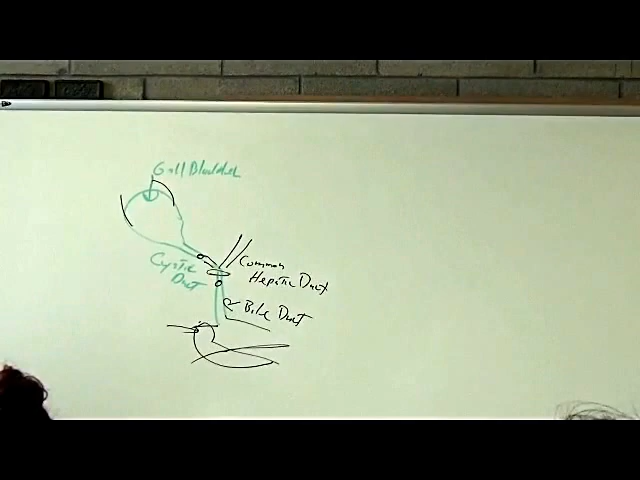 Gall Bladder
Cystic
Duct
Common
Hepatic Duct
Bile Duct